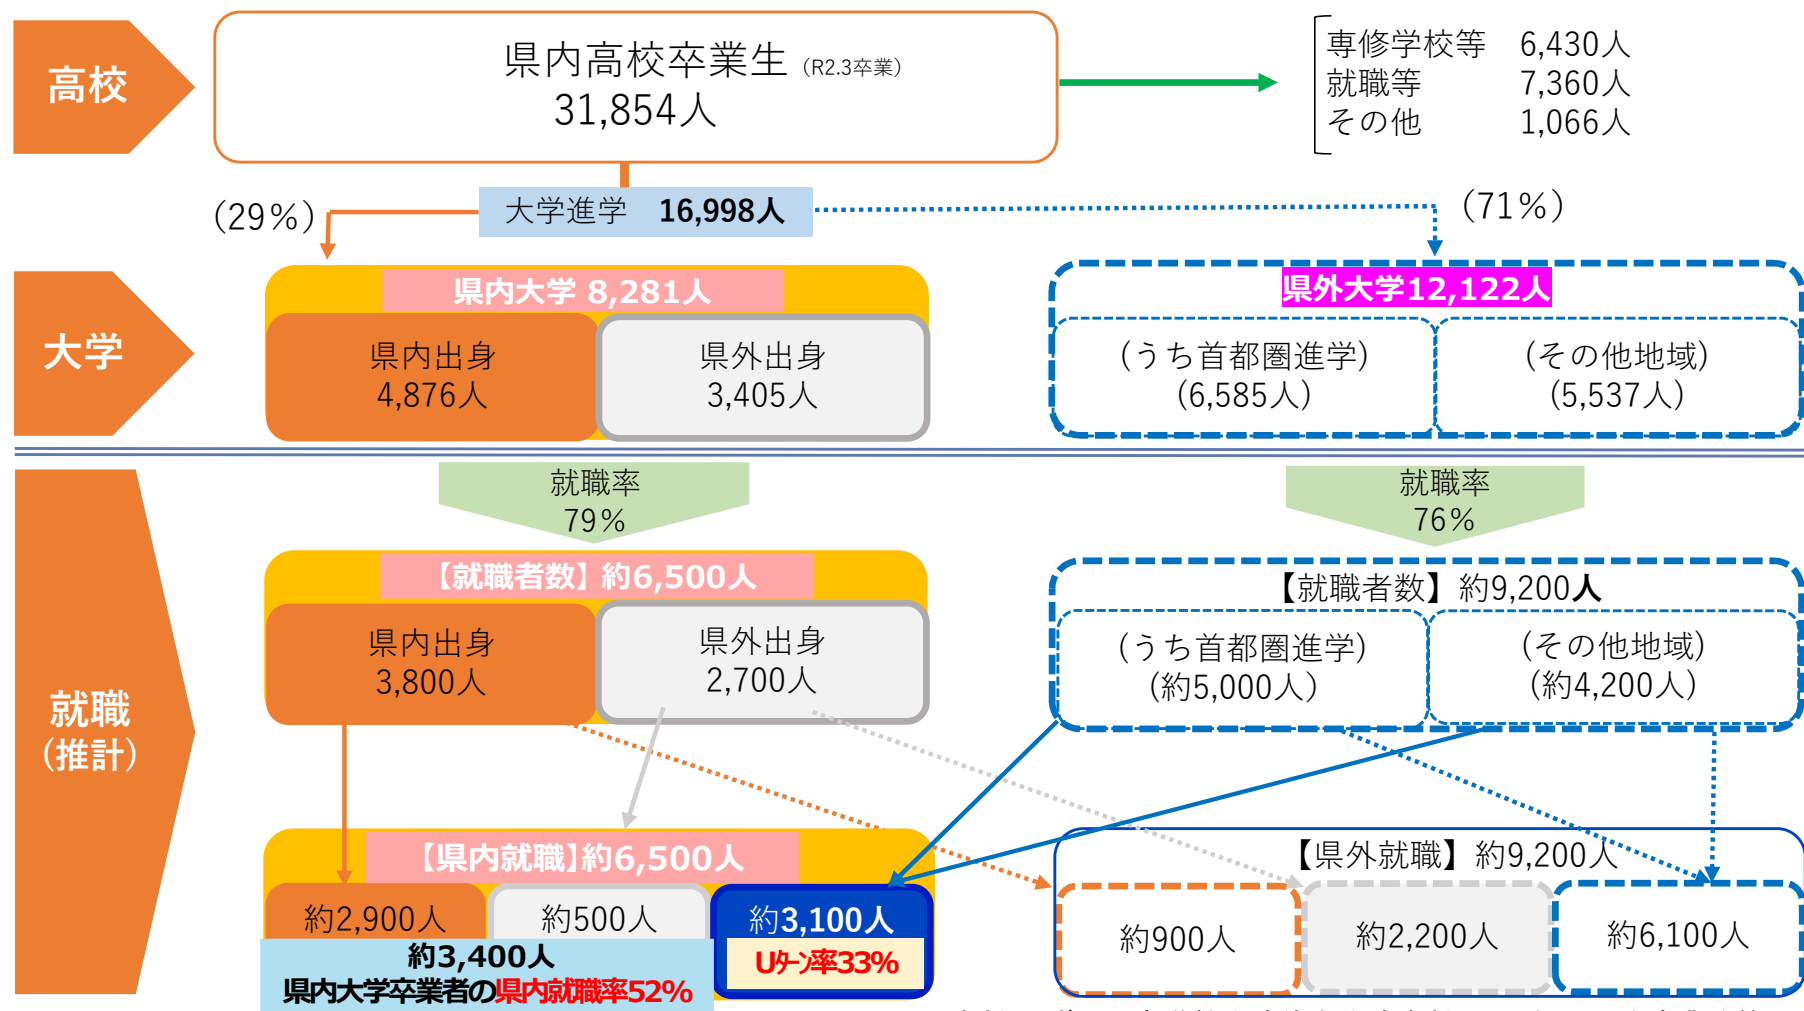 高校
県内高校卒業生 (R2.3卒業)
31,854人
専修学校等 6,430人
就職等 7,360人
その他 1,066人
(29%)
大学進学 16,998人
(71%)
大学
県内大学 8,281人
県内出身
4,876人
県外出身
3,405人
県外大学12,122人
(うち首都圏進学)
(6,585人)
(その他地域)
(5,537人)
就職率
79%
就職率
76%
就職
(推計)
【就職者数】約6,500人
県内出身
3,800人
県外出身
2,700人
【就職者数】約9,200人
(うち首都圏進学)
(約5,000人)
(その他地域)
(約4,200人)
【県内就職】約6,500人
約2,900人
約500人
約3,100人
Uターン率33%
約3,400人
県内大学卒業者の県内就職率52%
【県外就職】約9,200人
約900人
約2,200人
約6,100人